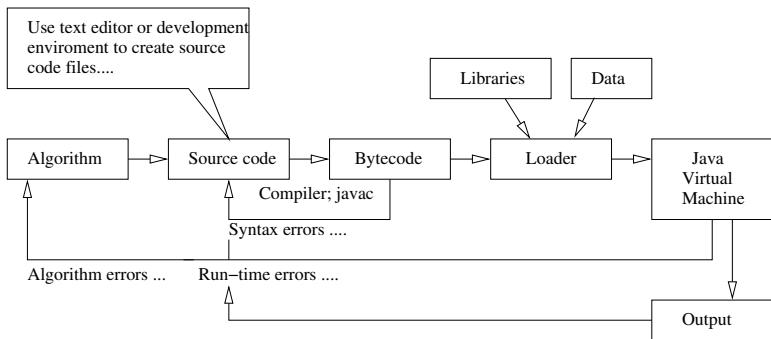 Use text editor or development
enviroment to create source
code files....
Libraries
Data
Algorithm
Source code
Bytecode
Loader
Java
Virtual
Machine
Compiler; javac
Syntax errors ....
Algorithm errors ...
Run-time errors ....
Output